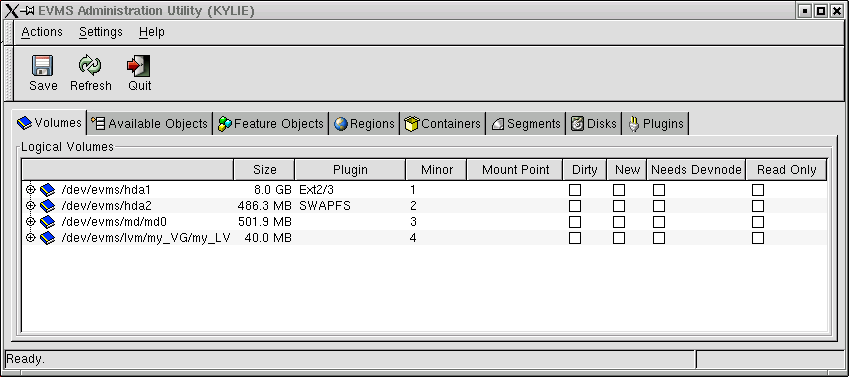 EVMS Administration Utility (KYLIE)
Actions Settings Help
Save Refresh Quit
Volumes Available Objects Feature Objects Regions Containers Segments Disks Plugins
Logical Volumes
Size Plugin Minor Mount Point Dirty New Needs Devnode Read Only
/dev/evms/hda1 8.0 GB Ext2/3 1
/dev/evms/hda2 486.3 MB SWAPFS 2
/dev/evms/md/md0 501.9 MB 3
/dev/evms/lvm/my_VG/my_LV 40.0 MB 4
Ready.